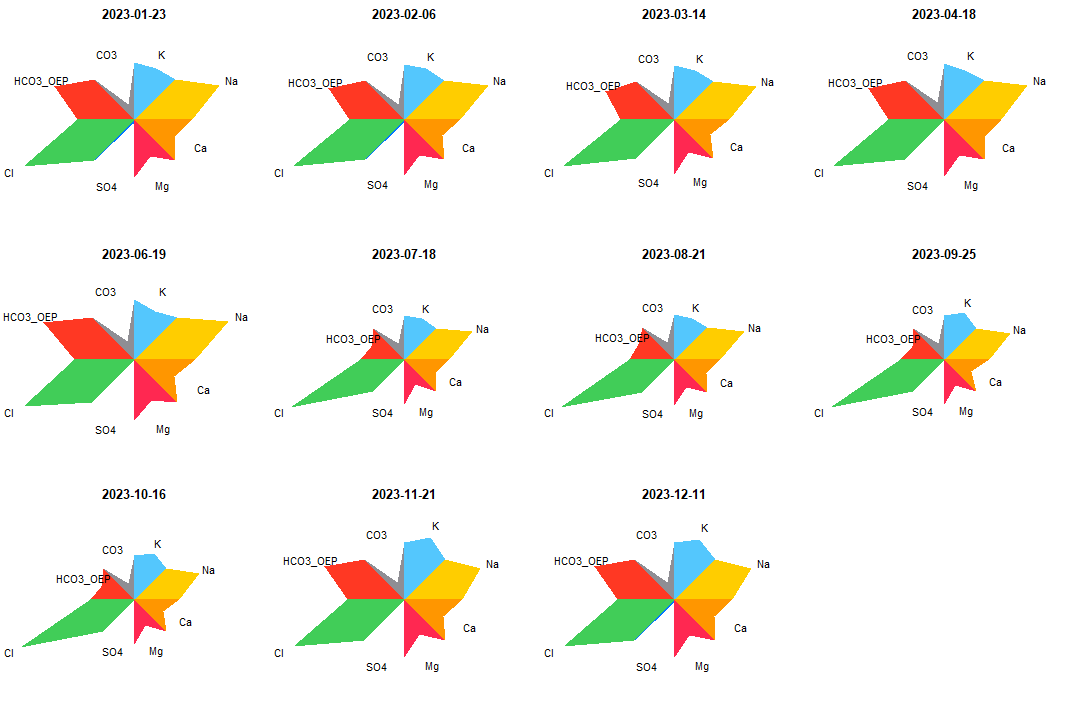 2023-01-23
CO3
K
HCO3_OEP
Na
Ca
Cl
SO4
Mg
2023-02-06
CO3
K
HCO3_OEP
Na
Ca
Cl
SO4
Mg
2023-03-14
CO3
K
HCO3_OEP
Na
Ca
Cl
SO4
Mg
2023-04-18
CO3
K
HCO3_OEP
Na
Ca
Cl
SO4
Mg
2023-06-19
CO3
K
HCO3_OEP
Na
Ca
Cl
SO4
Mg
2023-07-18
CO3
K
HCO3_OEP
Na
Ca
Cl
SO4
Mg
2023-08-21
CO3
K
HCO3_OEP
Na
Ca
Cl
SO4
Mg
2023-09-25
CO3
K
HCO3_OEP
Na
Ca
Cl
SO4
Mg
2023-10-16
CO3
K
HCO3_OEP
Na
Ca
Cl
SO4
Mg
2023-11-21
CO3
K
HCO3_OEP
Na
Ca
Cl
SO4
Mg
2023-12-11
CO3
K
HCO3_OEP
Na
Ca
Cl
SO4
Mg